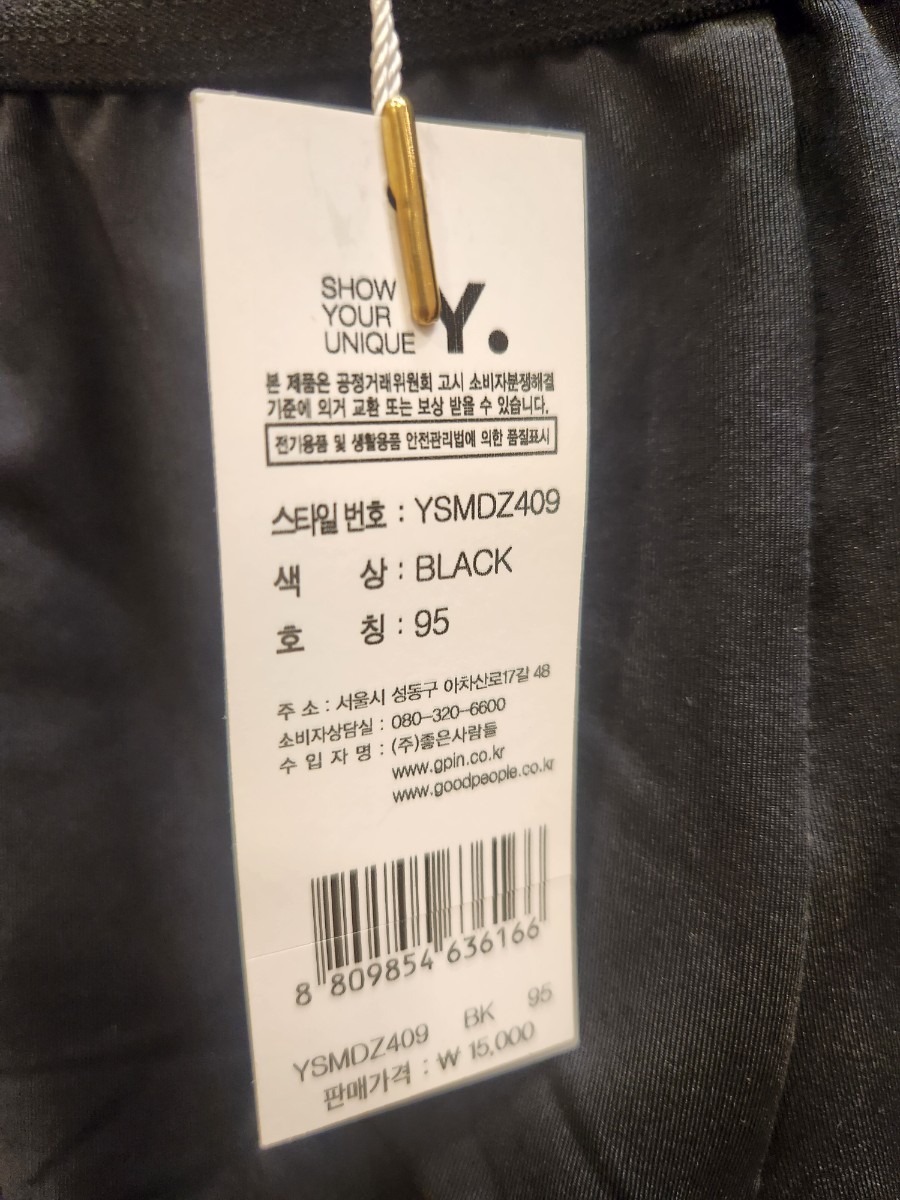 SHOW
YOUR
UNIQUE
Y.
본 제품은 공정거래위원회 고시 소비자분쟁해결
기준에 의거 교환 또는 보상 받을 수 있습니다.
전기용품 및 생활용품 안전관리법에 의한 품질표시
스타일 번호 : YSMDZ409
색 상 : BLACK
호 칭 : 95
주 소 : 서울시 성동구 아차산로17길 48
소비자상담실 : 080-320-6600
수 입 자 명 : (주)좋은사람들
www.gpin.co.kr
www.goodpeople.co.kr
8 809854 636166
YSMDZ409 BK 95
판매가격 : ₩ 15,000